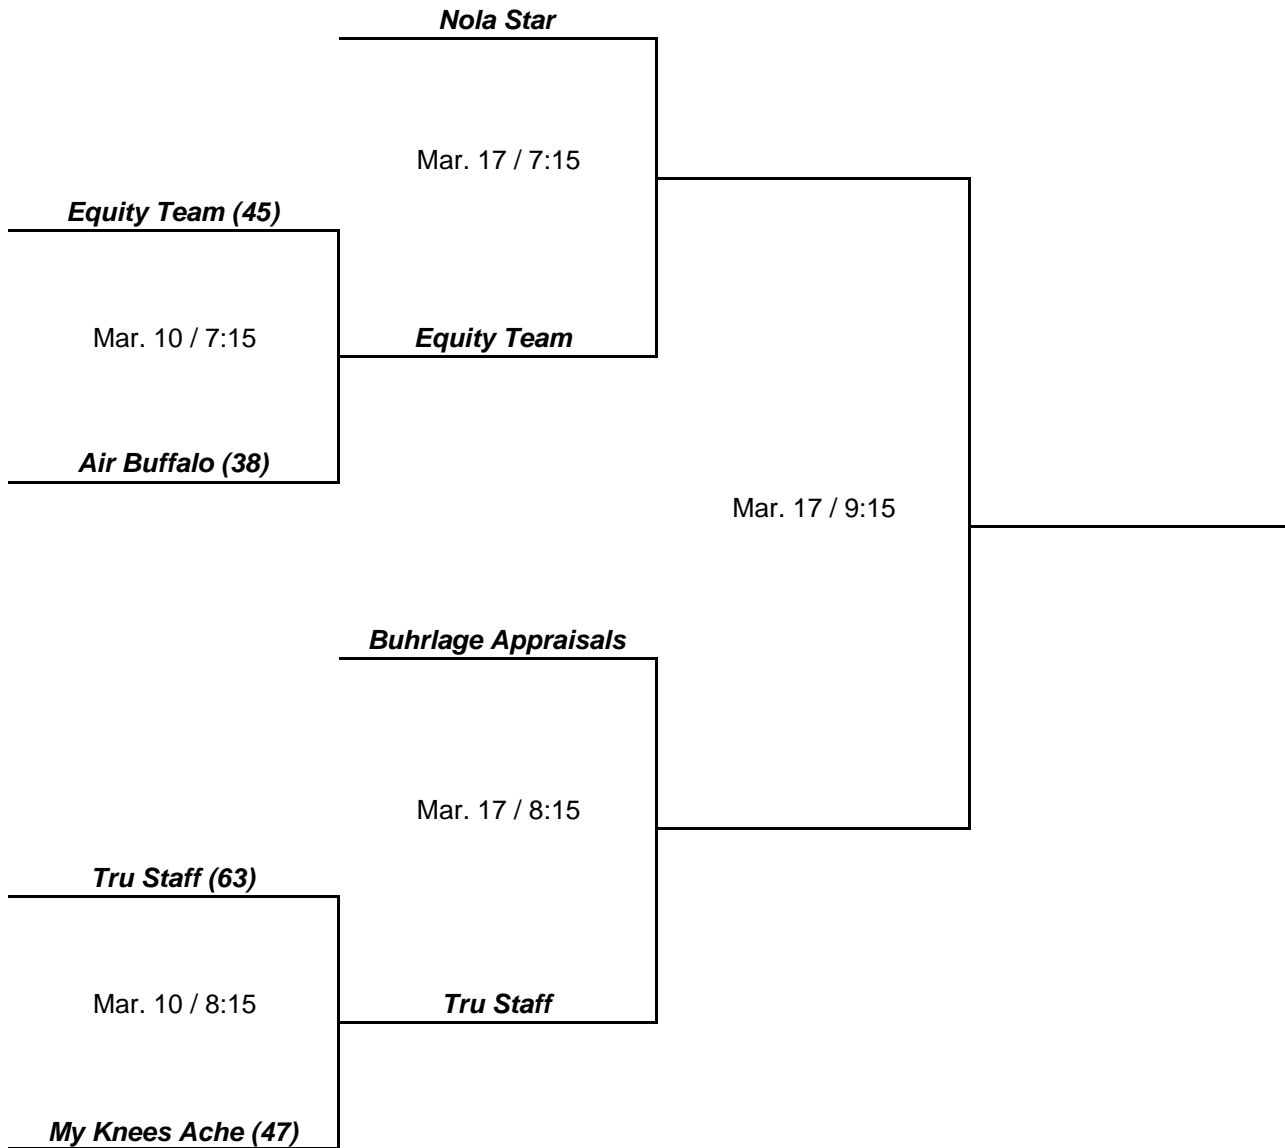 Nola Star
Mar. 17 / 7:15
Equity Team (45)
Mar. 10 / 7:15
Equity Team
Air Buffalo (38)
Mar. 17 / 9:15
Buhrlage Appraisals
Mar. 17 / 8:15
Tru Staff (63)
Mar. 10 / 8:15
Tru Staff
My Knees Ache (47)